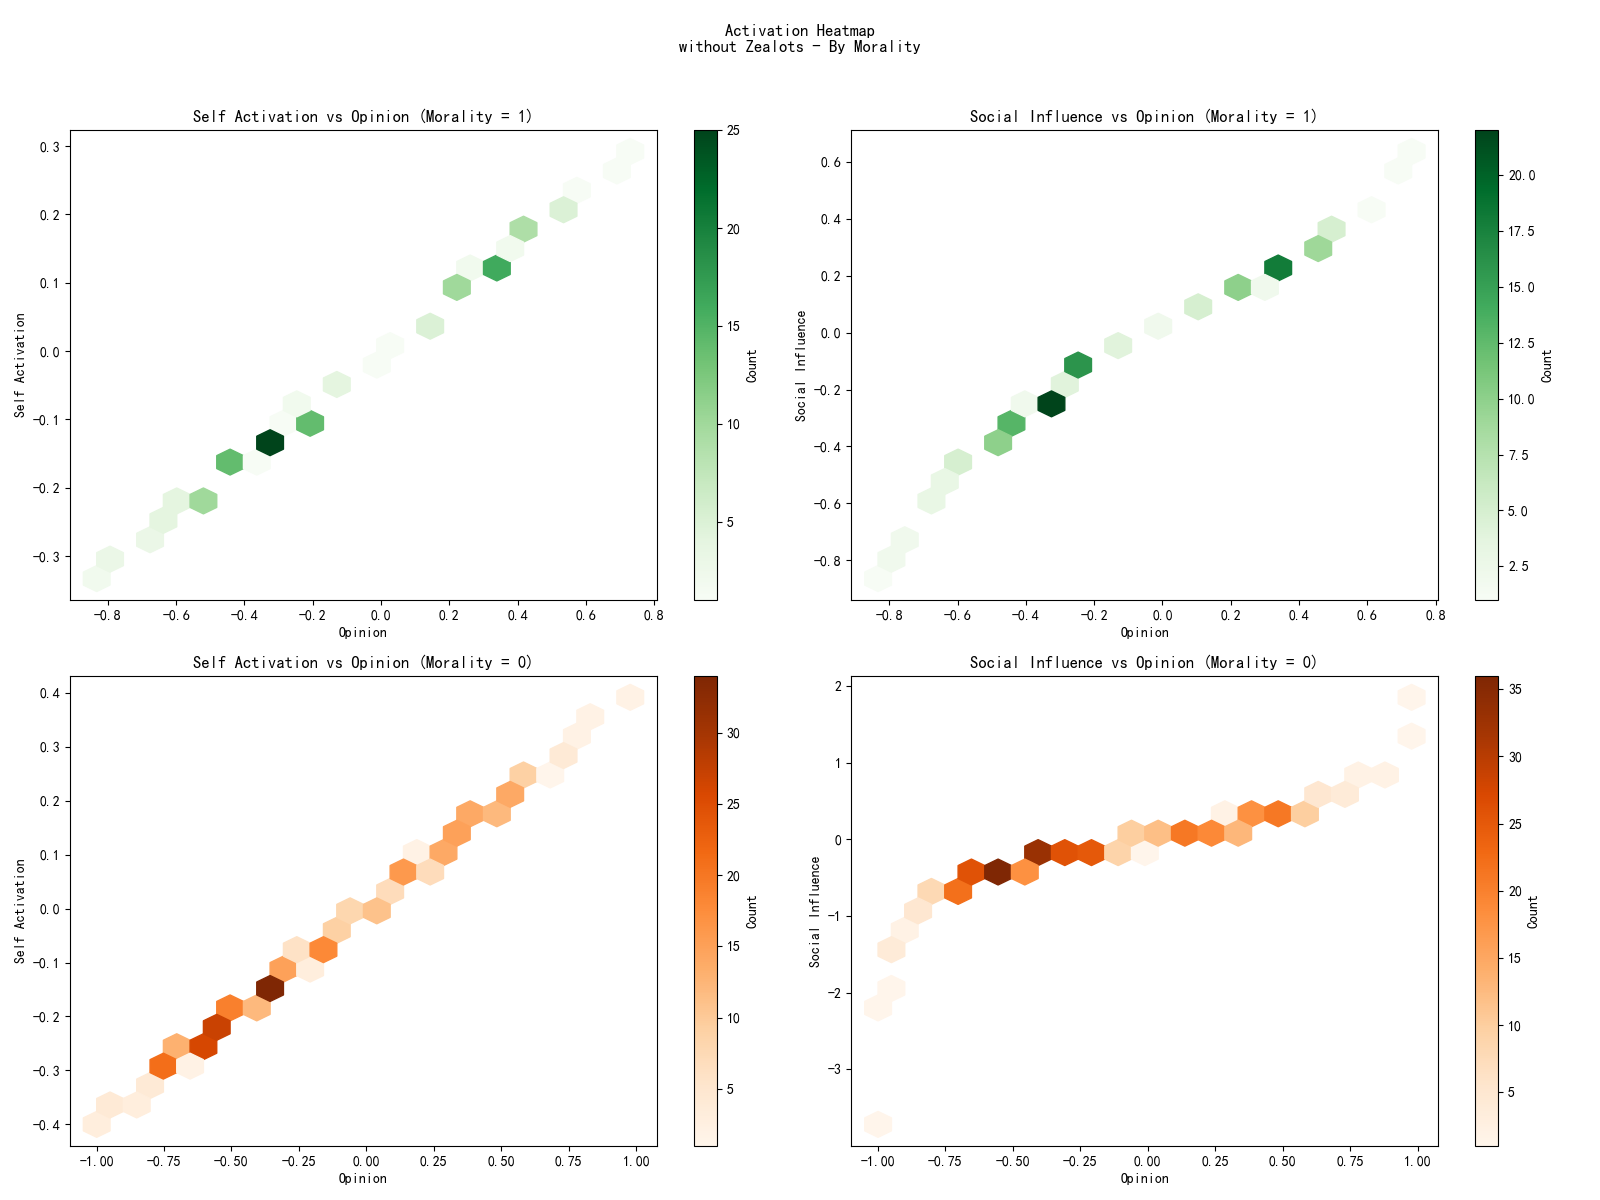 Activation Heatmap
without Zealots - By Morality
Self Activation vs Opinion (Morality = 1)
Self Activation
0.3
0.2
0.1
0.0
-0.1
-0.2
-0.3
-0.8 -0.6 -0.4 -0.2 0.0 0.2 0.4 0.6 0.8
Opinion
25
20
15
10
5
Count
Social Influence vs Opinion (Morality = 1)
Social Influence
0.6
0.4
0.2
0.0
-0.2
-0.4
-0.6
-0.8
-0.8 -0.6 -0.4 -0.2 0.0 0.2 0.4 0.6 0.8
Opinion
20.0
17.5
15.0
12.5
10.0
7.5
5.0
2.5
Count
Self Activation vs Opinion (Morality = 0)
Self Activation
0.4
0.3
0.2
0.1
0.0
-0.1
-0.2
-0.3
-0.4
-1.00 -0.75 -0.50 -0.25 0.00 0.25 0.50 0.75 1.00
Opinion
30
25
20
15
10
5
Count
Social Influence vs Opinion (Morality = 0)
Social Influence
2
1
0
-1
-2
-3
-1.00 -0.75 -0.50 -0.25 0.00 0.25 0.50 0.75 1.00
Opinion
35
30
25
20
15
10
5
Count